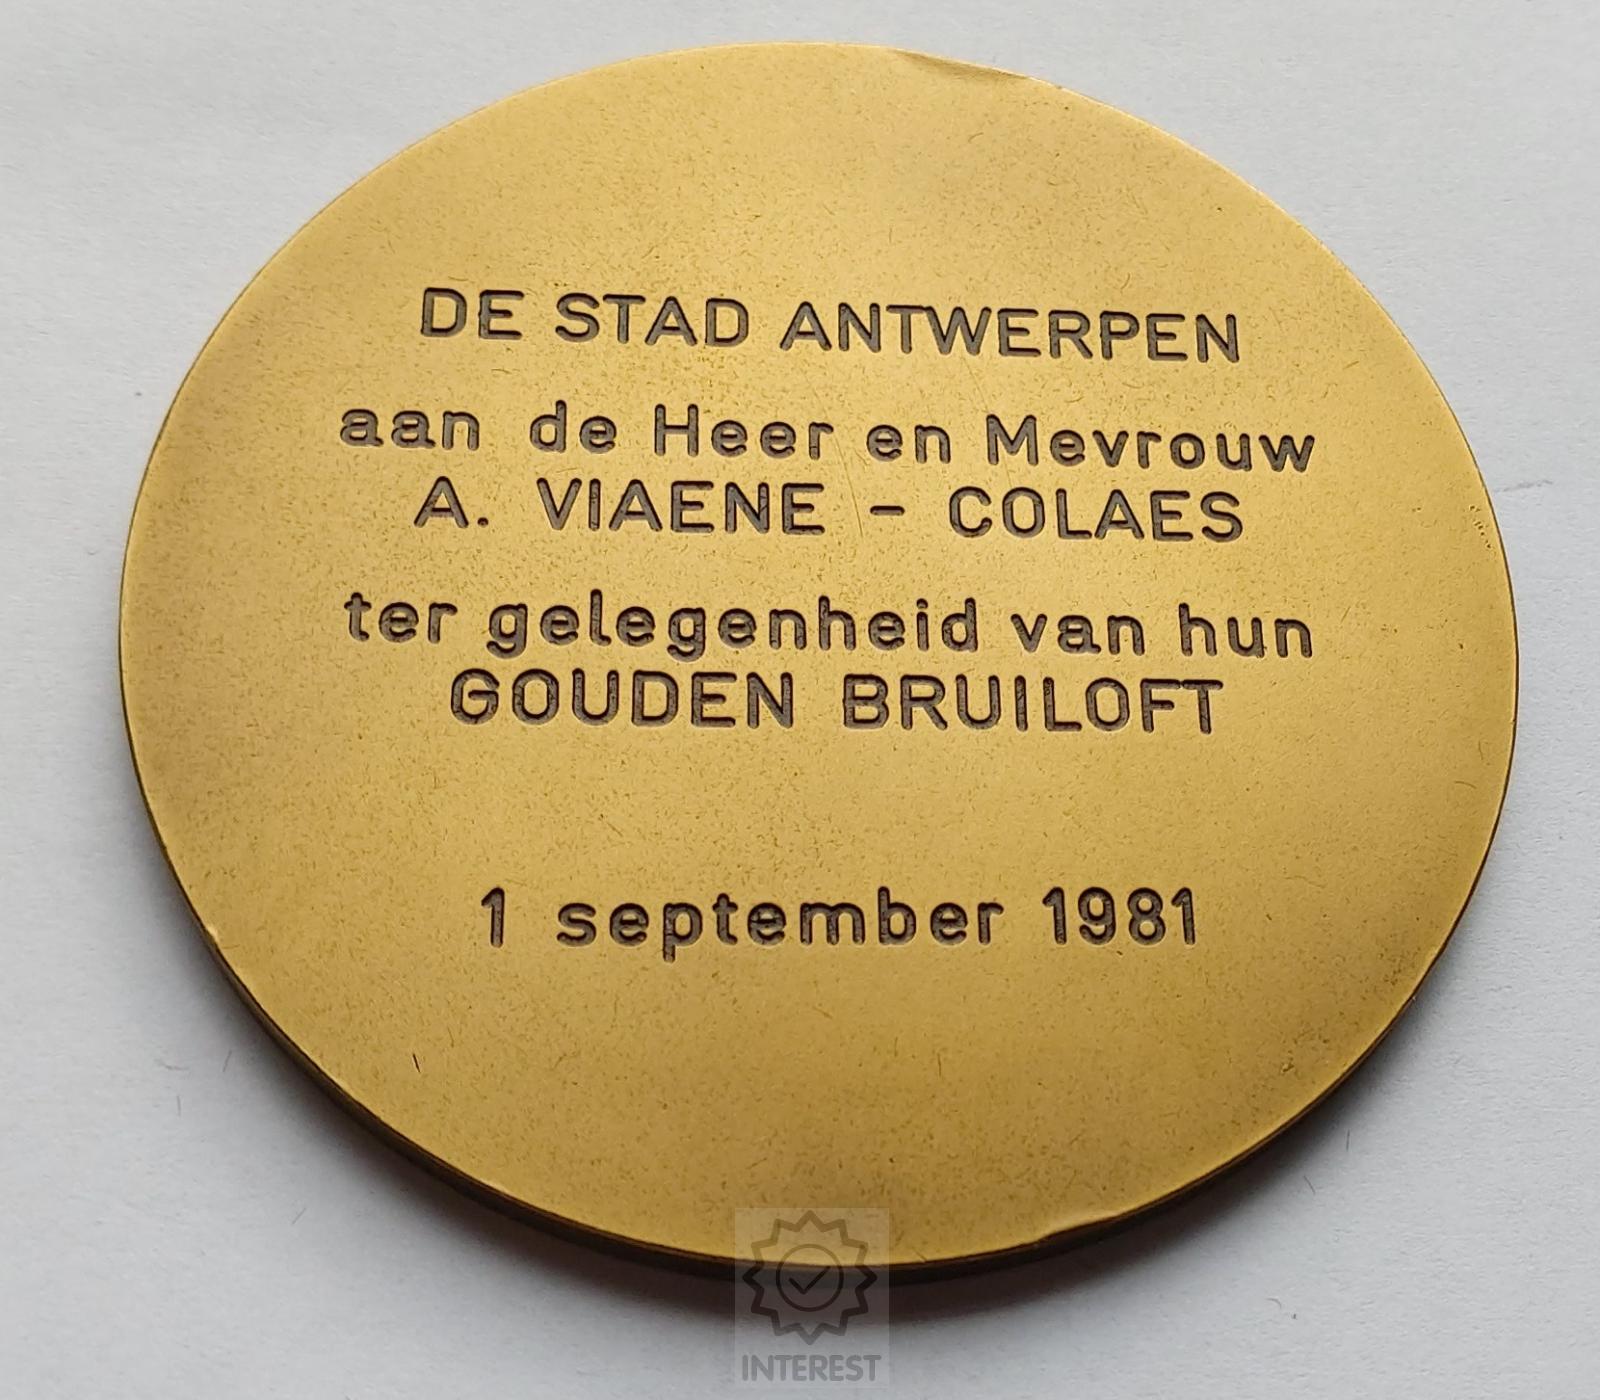 DE STAD ANTWERPEN
aan de Heer en Mevrouw
A. VIAENE - COLAES
ter gelegenheid van hun
GOUDEN BRUILOFT
1 september 1981
INTEREST